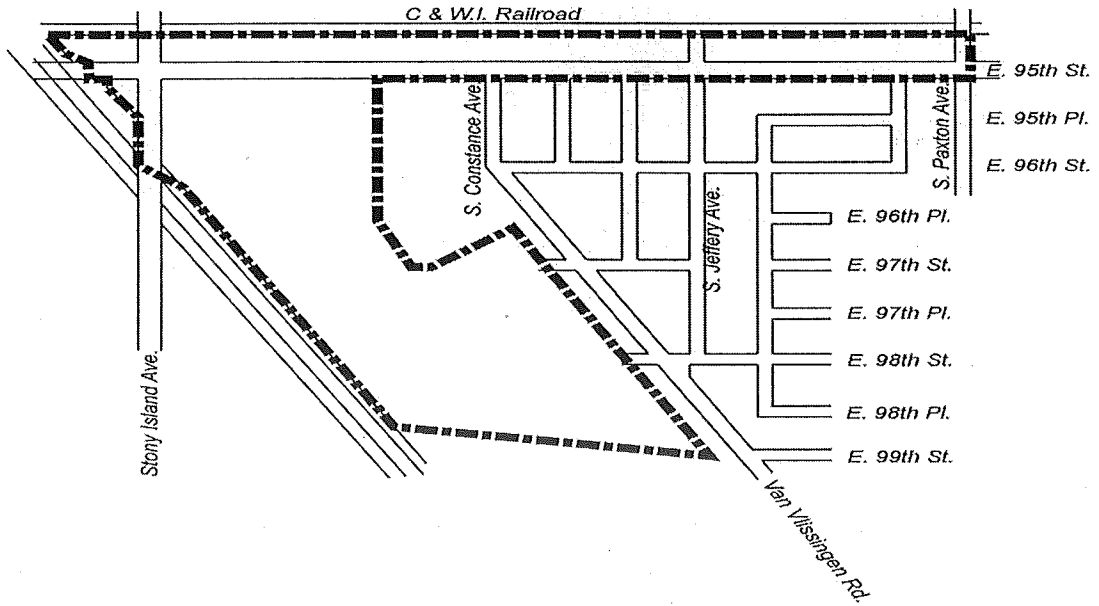 C & W.I. Railroad
E. 95th St.
E. 95th Pl.
E. 96th St.
S. Paxton Ave.
S. Constance Ave.
S. Jeffery Ave.
E. 96th Pl.
E. 97th St.
E. 97th Pl.
E. 98th St.
E. 98th Pl.
E. 99th St.
Stony Island Ave.
Van Vlissingen Rd.